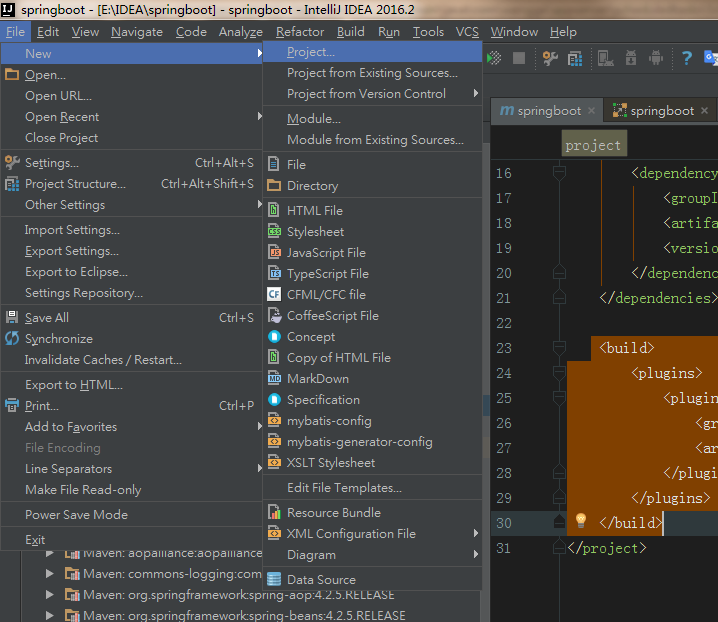 springboot - [E:\IDEA\springboot] - springboot - IntelliJ IDEA 2016.2
File Edit View Navigate Code Analyze Refactor Build Run Tools VCS Window Help
New
Open...
Open URL...
Open Recent
Close Project
Settings... Ctrl+Alt+S
Project Structure... Ctrl+Alt+Shift+S
Other Settings
Import Settings...
Export Settings...
Export to Eclipse...
Settings Repository...
Save All Ctrl+S
Synchronize
Invalidate Caches / Restart...
Export to HTML...
Print... Ctrl+P
Add to Favorites
File Encoding
Line Separators
Make File Read-only
Power Save Mode
Exit
Project...
Project from Existing Sources...
Project from Version Control
Module...
Module from Existing Sources...
File
Directory
HTML File
Stylesheet
JavaScript File
TypeScript File
CFML/CFC file
CoffeeScript File
Concept
Copy of HTML File
MarkDown
Specification
mybatis-config
mybatis-generator-config
XSLT Stylesheet
Edit File Templates...
Resource Bundle
XML Configuration File
Diagram
Data Source
Maven: aopalliance:aopalliance
Maven: commons-logging:com
Maven: org.springframework:spring-aop:4.2.5.RELEASE
Maven: org.springframework:spring-beans:4.2.5.RELEASE
m springboot × springboot ×
project
16 <dependency
17 <groupI
18 <artifa
19 <versio
20 </dependenc
21 </dependencies>
22
23 <build>
24 <plugins>
25 <plugin
26 <gr
27 <ar
28 </plugi
29 </plugins>
30 </build>
31 </project>